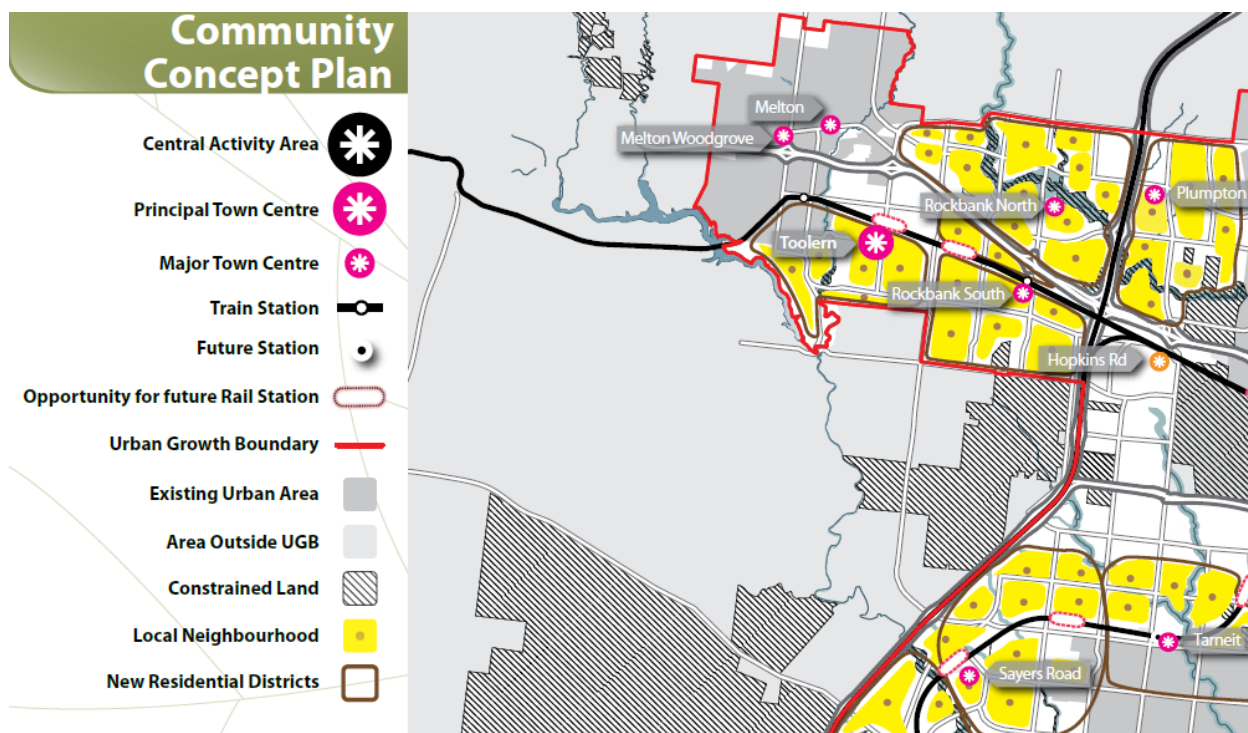 Community
Concept Plan
Central Activity Area
Principal Town Centre
Major Town Centre
Train Station
Future Station
Opportunity for future Rail Station
Urban Growth Boundary
Existing Urban Area
Area Outside UGB
Constrained Land
Local Neighbourhood
New Residential Districts
Melton
Melton Woodgrove
Plumpton
Rockbank North
Toolern
Rockbank South
Hopkins Rd
Tarneit
Sayers Road